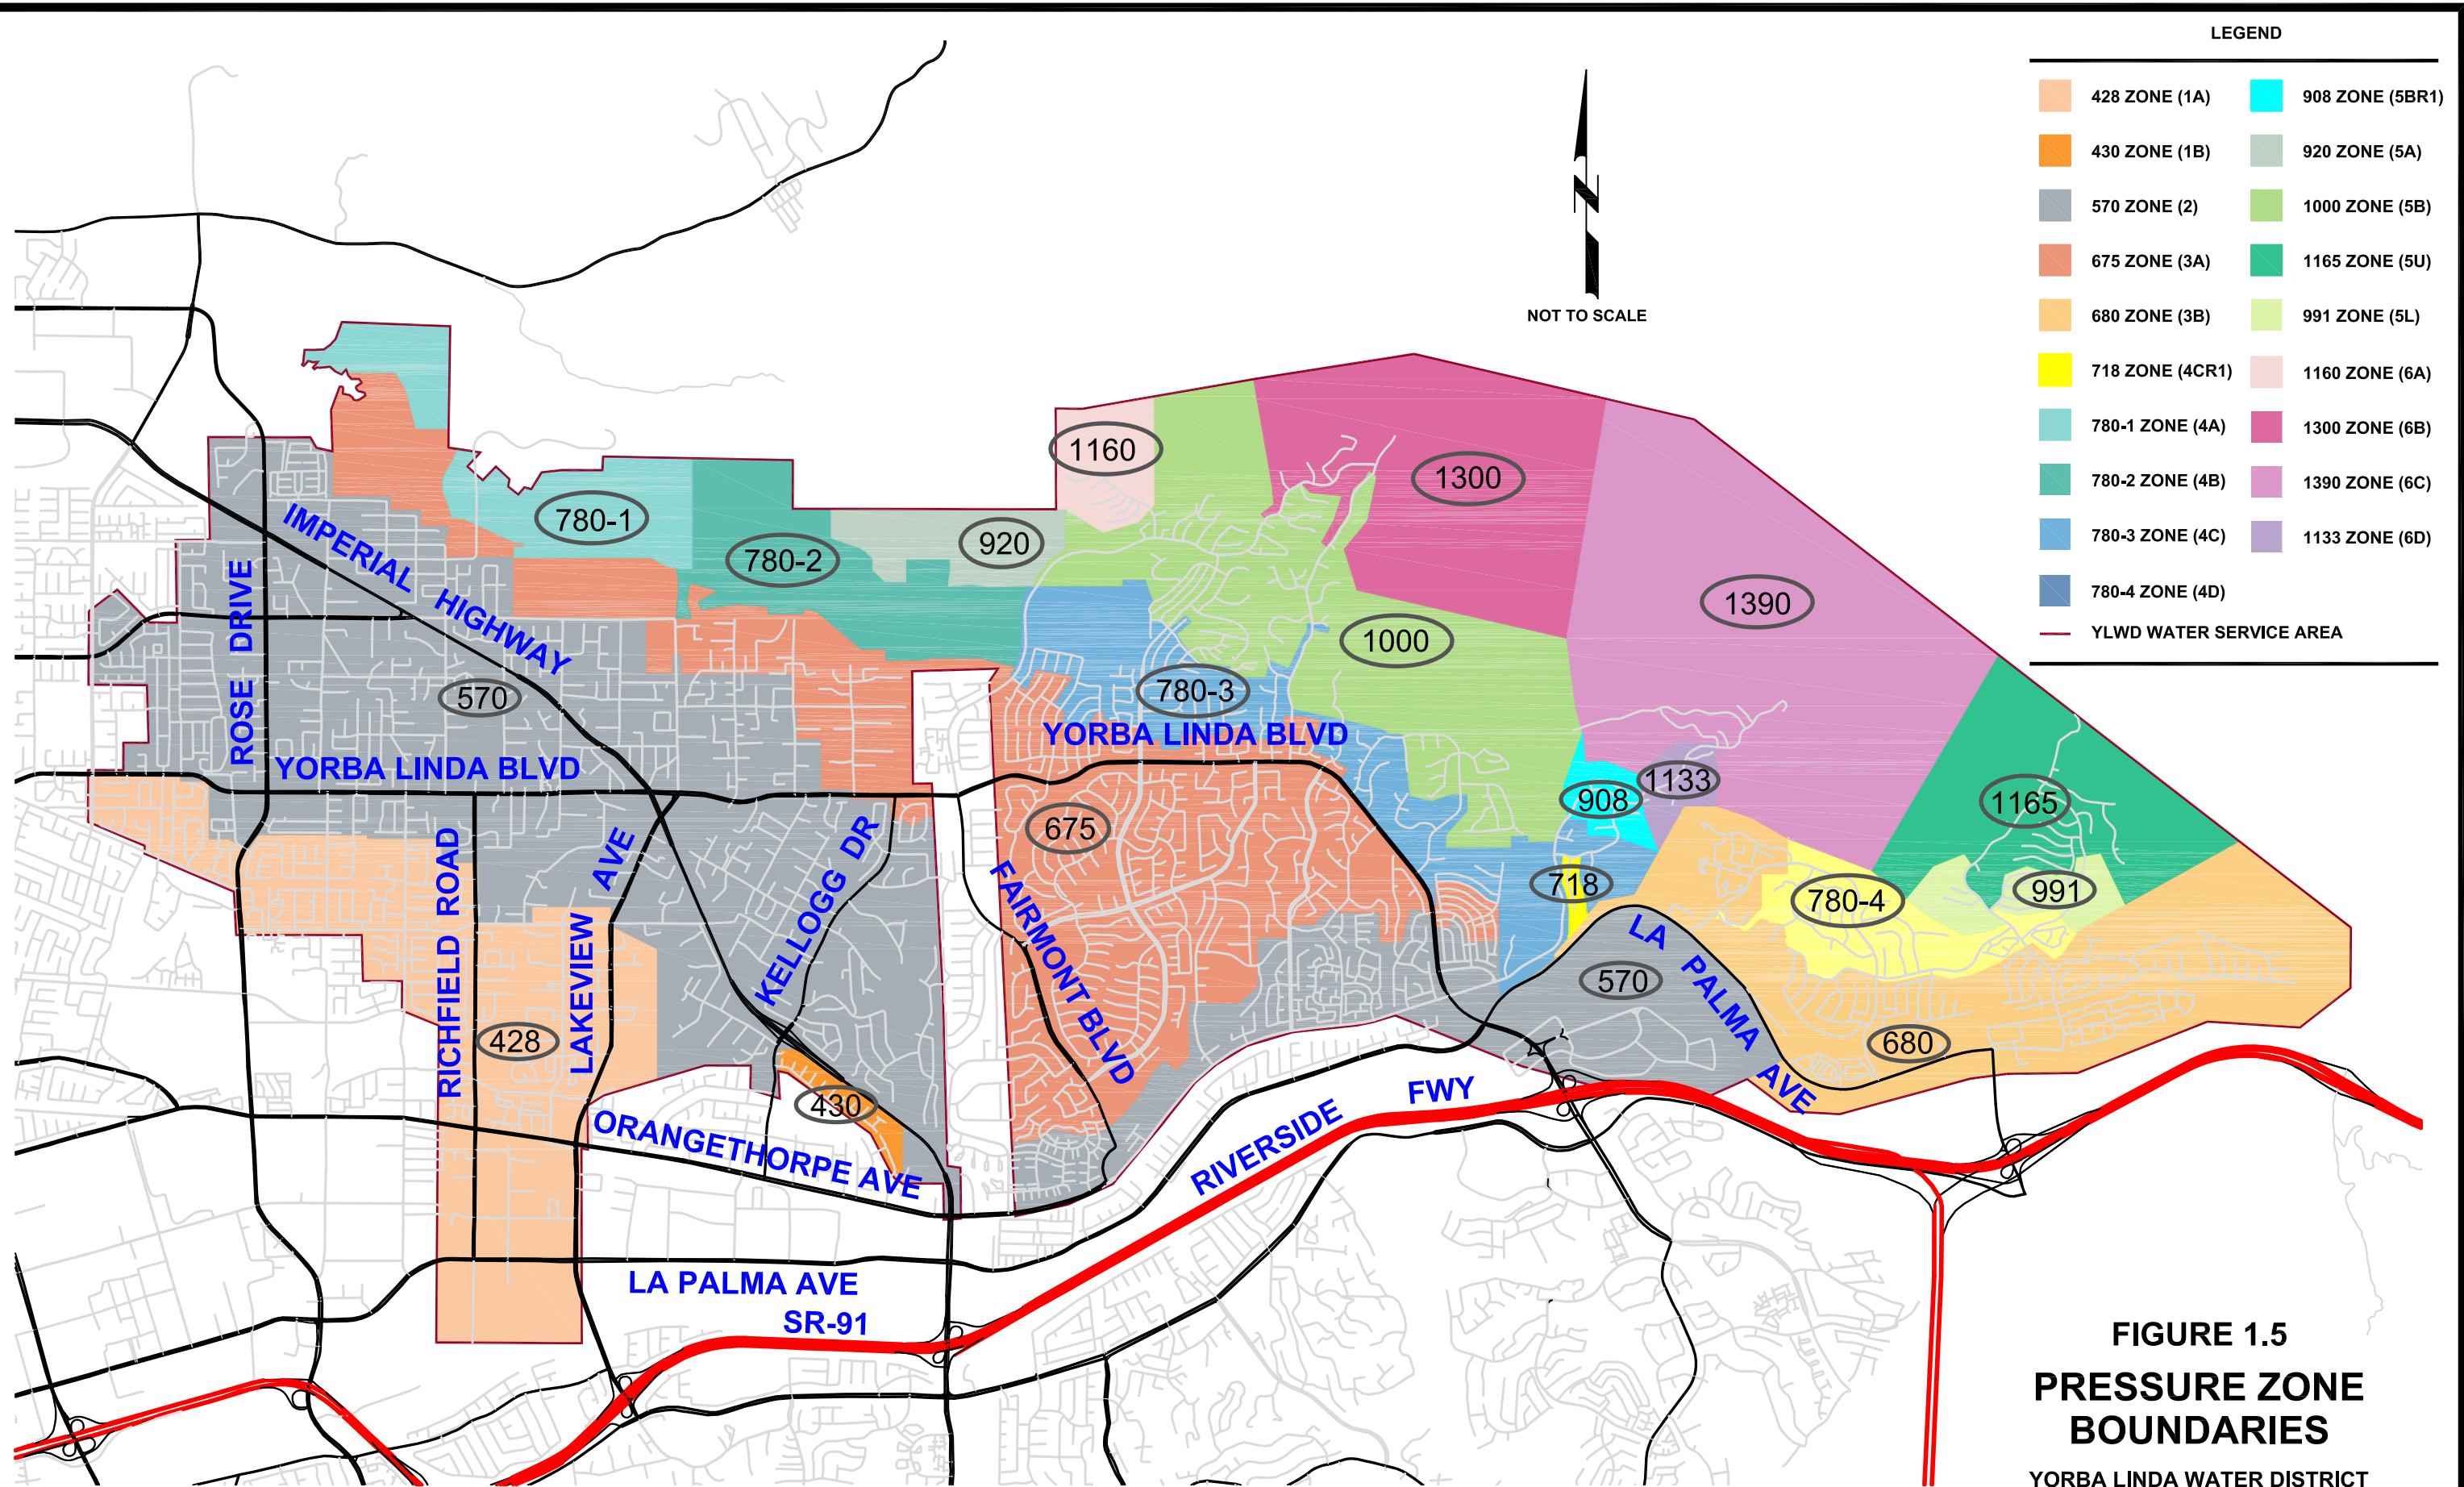 LEGEND
428 ZONE (1A)
430 ZONE (1B)
570 ZONE (2)
675 ZONE (3A)
680 ZONE (3B)
718 ZONE (4CR1)
780-1 ZONE (4A)
780-2 ZONE (4B)
780-3 ZONE (4C)
780-4 ZONE (4D)
YLWD WATER SERVICE AREA
908 ZONE (5BR1)
920 ZONE (5A)
1000 ZONE (5B)
1165 ZONE (5U)
991 ZONE (5L)
1160 ZONE (6A)
1300 ZONE (6B)
1390 ZONE (6C)
1133 ZONE (6D)
N
NOT TO SCALE
1160
1300
780-1
920
780-2
IMPERIAL HIGHWAY
ROSE DRIVE
1390
1000
570
780-3
YORBA LINDA BLVD
YORBA LINDA BLVD
1133
908
1165
675
RICHFIELD ROAD
LAKEVIEW AVE
KELLOGG DR
FAIRMONT BLVD
718
780-4
991
LA PALMA AVE
570
428
680
430
ORANGETHORPE AVE
RIVERSIDE FWY
LA PALMA AVE
SR-91
FIGURE 1.5
PRESSURE ZONE
BOUNDARIES
YORBA LINDA WATER DISTRICT